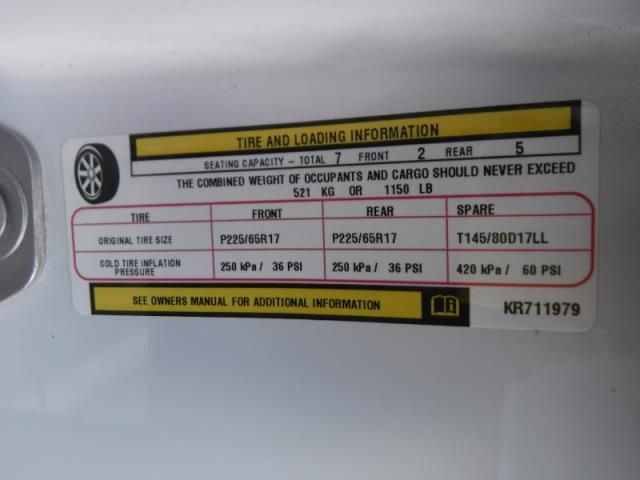 TIRE AND LOADING INFORMATION
SEATING CAPACITY - TOTAL 7 FRONT 2 REAR 5
THE COMBINED WEIGHT OF OCCUPANTS AND CARGO SHOULD NEVER EXCEED
521 KG OR 1150 LB
TIRE FRONT REAR SPARE
ORIGINAL TIRE SIZE P225/65R17 P225/65R17 T145/80D17LL
COLD TIRE INFLATION PRESSURE 250 kPa / 36 PSI 250 kPa / 36 PSI 420 kPa / 60 PSI
SEE OWNERS MANUAL FOR ADDITIONAL INFORMATION KR711979